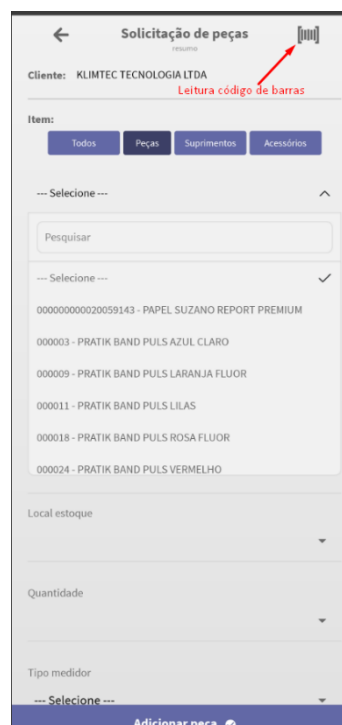 Solicitação de peças
resumo
Cliente: KLIMTEC TECNOLOGIA LTDA
Leitura código de barras
Item:
Todos Peças Suprimentos Acessórios
--- Selecione ---
Pesquisar
--- Selecione ---
000000000020059143 - PAPEL SUZANO REPORT PREMIUM
000003 - PRATIK BAND PULS AZUL CLARO
000009 - PRATIK BAND PULS LARANJA FLUOR
000011 - PRATIK BAND PULS LILAS
000018 - PRATIK BAND PULS ROSA FLUOR
000024 - PRATIK BAND PULS VERMELHO
Local estoque
Quantidade
Tipo medidor
--- Selecione ---
Adicionar peça